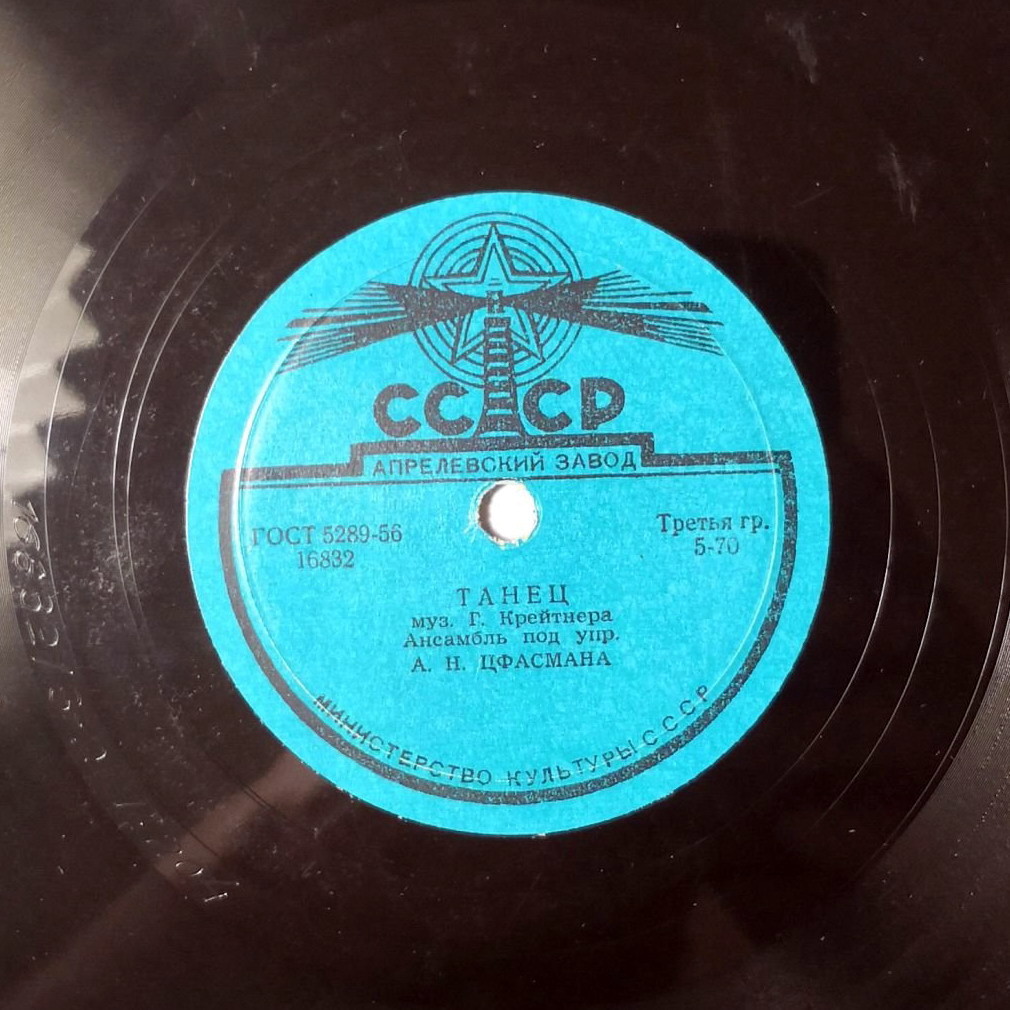 СССР
АПРЕЛЕВСКИЙ ЗАВОД
ГОСТ 5289-56
16832
Третья гр.
5-70
ТАНЕЦ
муз. Г. Крейтнера
Ансамбль под упр.
А. Н. ЦФАСМАНА
МИНИСТЕРСТВО КУЛЬТУРЫ СССР